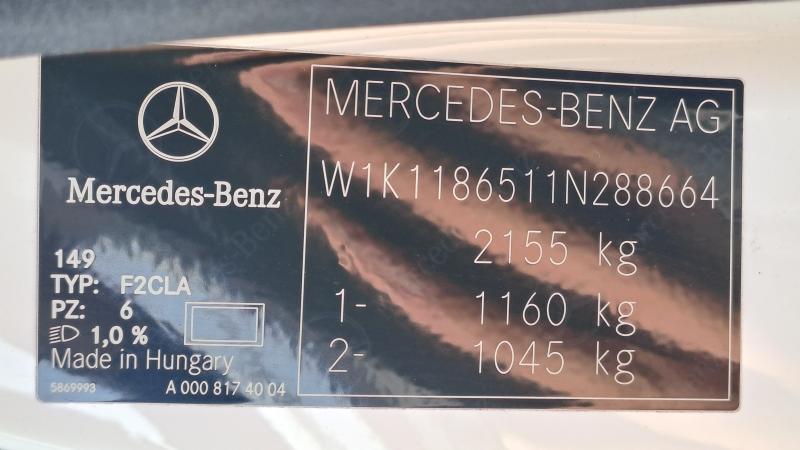 Mercedes-Benz
149
TYP: F2CLA
PZ: 6
1,0 %
Made in Hungary
5869993 A 000 817 40 04
MERCEDES-BENZ AG
W1K1186511N288664
2155 kg
1- 1160 kg
2- 1045 kg